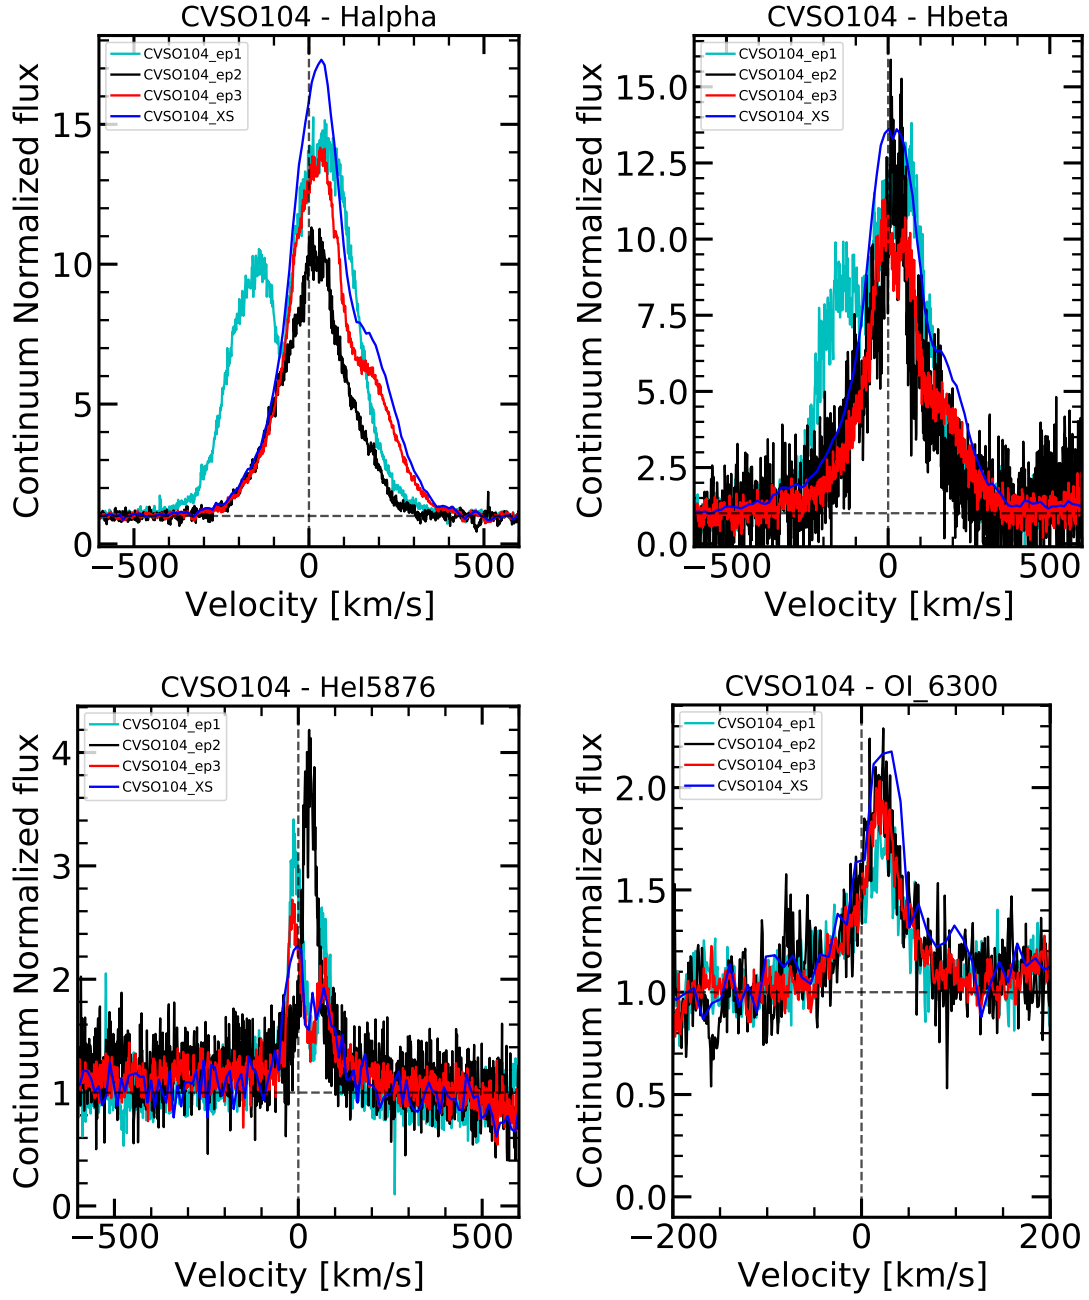 CVSO104 - Halpha
CVSO104_ep1
CVSO104_ep2
CVSO104_ep3
CVSO104_XS
Continuum Normalized flux
15
10
5
0
−500
0
500
Velocity [km/s]
CVSO104 - Hbeta
CVSO104_ep1
CVSO104_ep2
CVSO104_ep3
CVSO104_XS
Continuum Normalized flux
15.0
12.5
10.0
7.5
5.0
2.5
0.0
−500
0
500
Velocity [km/s]
CVSO104 - HeI5876
CVSO104_ep1
CVSO104_ep2
CVSO104_ep3
CVSO104_XS
Continuum Normalized flux
4
3
2
1
0
−500
0
500
Velocity [km/s]
CVSO104 - OI_6300
CVSO104_ep1
CVSO104_ep2
CVSO104_ep3
CVSO104_XS
Continuum Normalized flux
2.0
1.5
1.0
0.5
0.0
−200
0
200
Velocity [km/s]